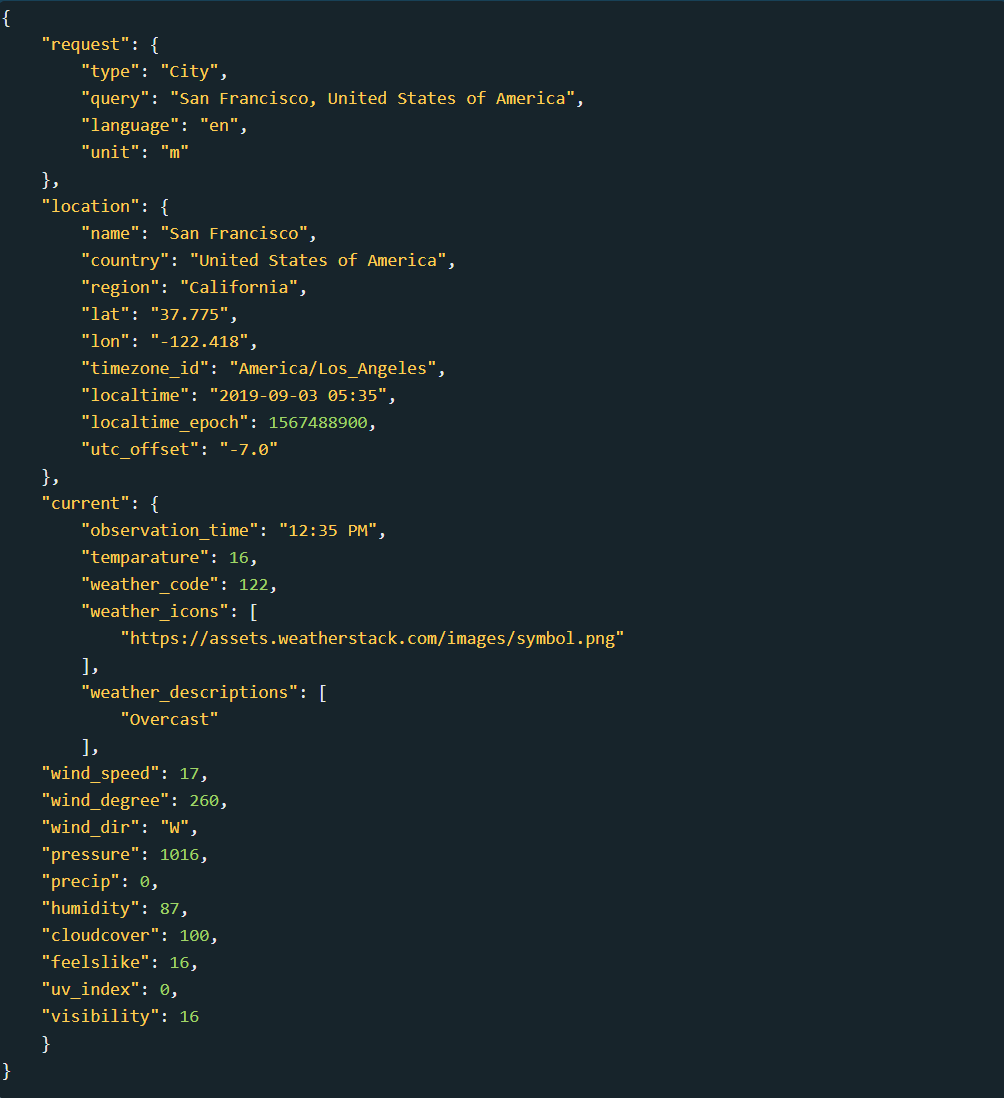 {
    "request": {
        "type": "City",
        "query": "San Francisco, United States of America",
        "language": "en",
        "unit": "m"
    },
    "location": {
        "name": "San Francisco",
        "country": "United States of America",
        "region": "California",
        "lat": "37.775",
        "lon": "-122.418",
        "timezone_id": "America/Los_Angeles",
        "localtime": "2019-09-03 05:35",
        "localtime_epoch": 1567488900,
        "utc_offset": "-7.0"
    },
    "current": {
        "observation_time": "12:35 PM",
        "temparature": 16,
        "weather_code": 122,
        "weather_icons": [
            "https://assets.weatherstack.com/images/symbol.png"
        ],
        "weather_descriptions": [
            "Overcast"
        ],
    "wind_speed": 17,
    "wind_degree": 260,
    "wind_dir": "W",
    "pressure": 1016,
    "precip": 0,
    "humidity": 87,
    "cloudcover": 100,
    "feelslike": 16,
    "uv_index": 0,
    "visibility": 16
    }
}